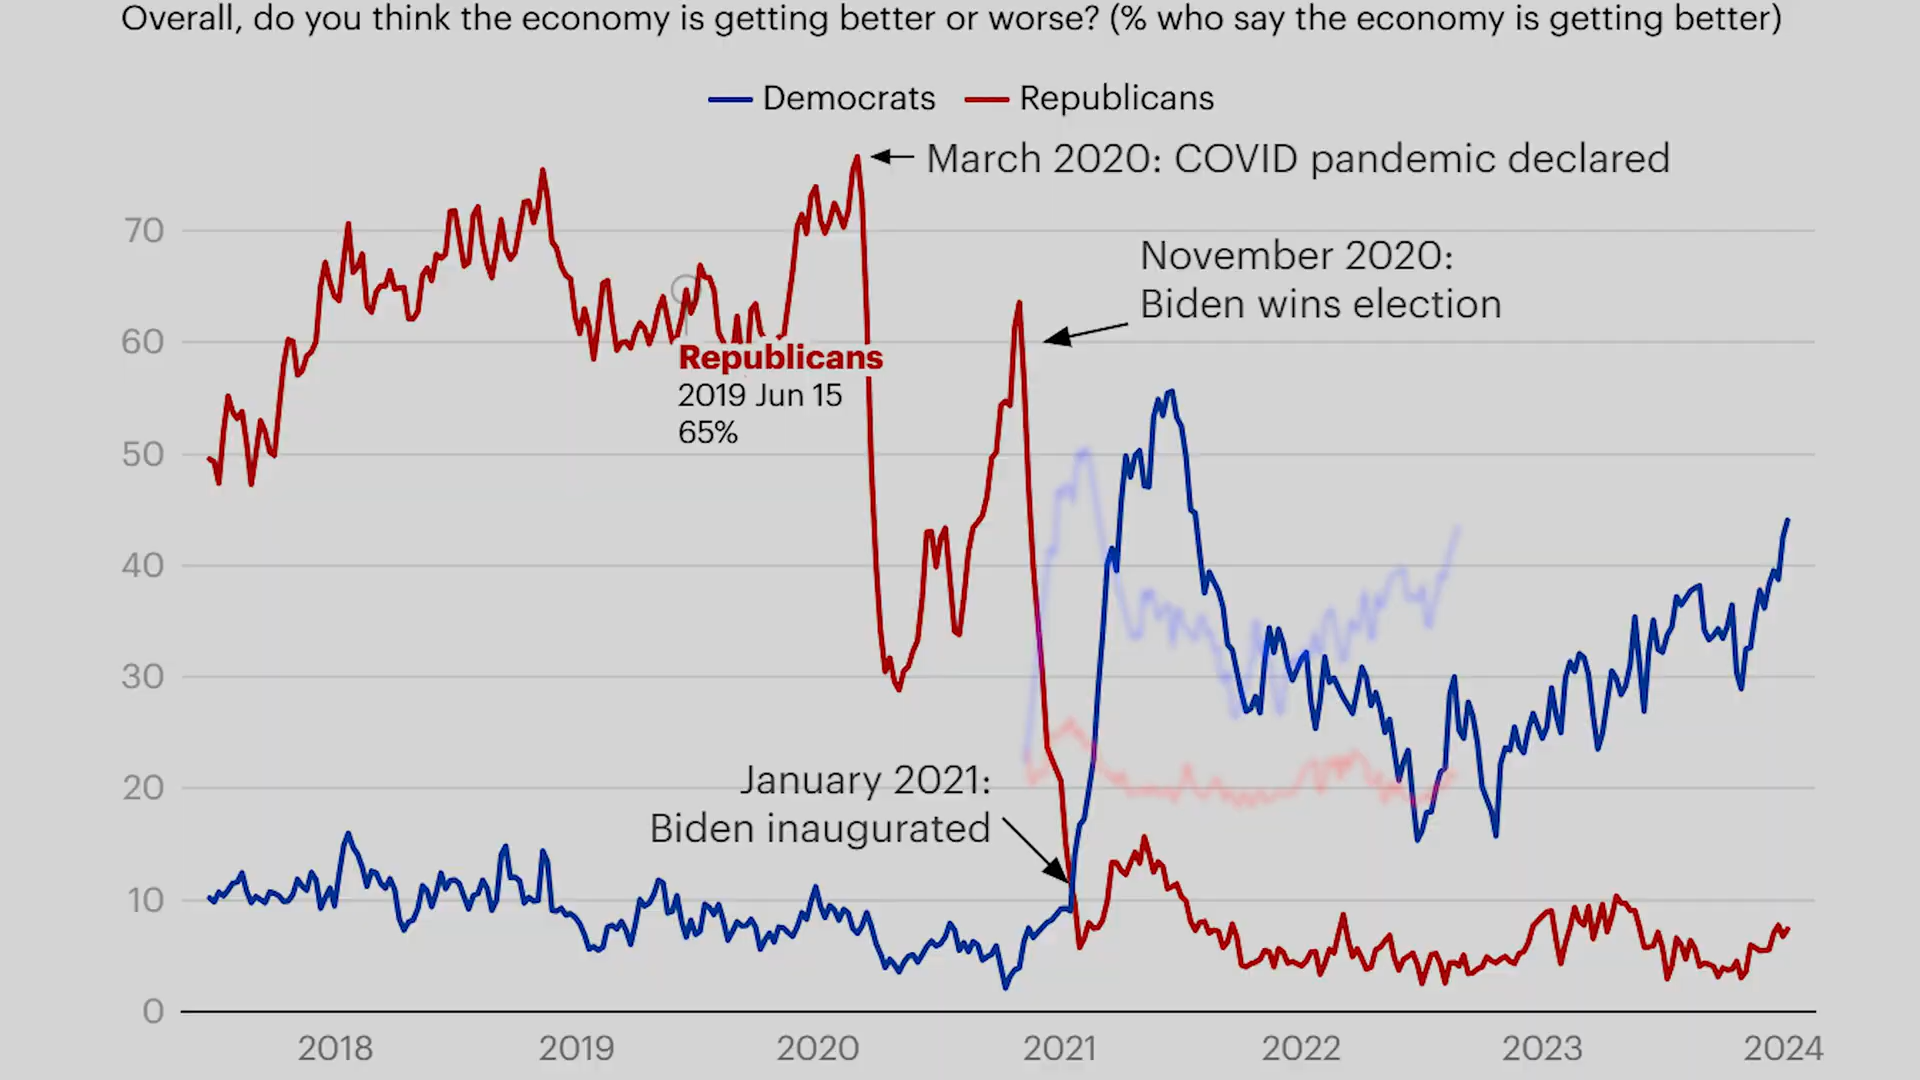 Overall, do you think the economy is getting better or worse? (% who say the economy is getting better)
Democrats Republicans
March 2020: COVID pandemic declared
70
November 2020:
Biden wins election
60
Republicans
2019 Jun 15
65%
50
40
30
January 2021:
Biden inaugurated
20
10
0
2018 2019 2020 2021 2022 2023 2024